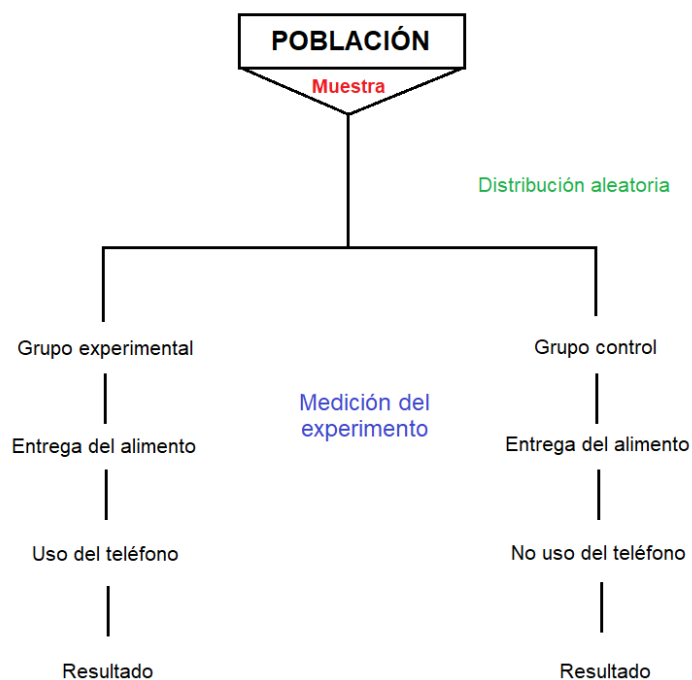 POBLACIÓN
Muestra
Distribución aleatoria
Grupo experimental
Grupo control
Medición del
experimento
Entrega del alimento
Entrega del alimento
Uso del teléfono
No uso del teléfono
Resultado
Resultado